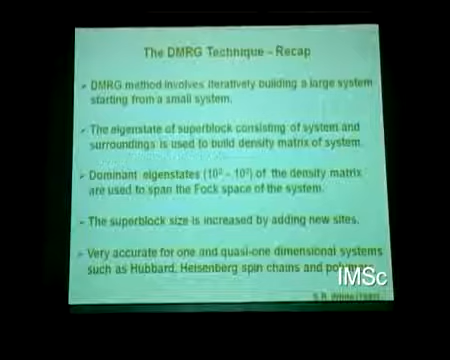 The DMRG Technique - Recap
DMRG method involves iteratively building a large system
starting from a small system.
The eigenstate of superblock consisting of system and
surroundings is used to build density matrix of system.
Dominant eigenstates (10² - 10³) of the density matrix
are used to span the Fock space of the system.
The superblock size is increased by adding new sites.
Very accurate for one and quasi-one dimensional systems
such as Hubbard, Heisenberg spin chains and polymers
IMSc
S.R. White (1992)